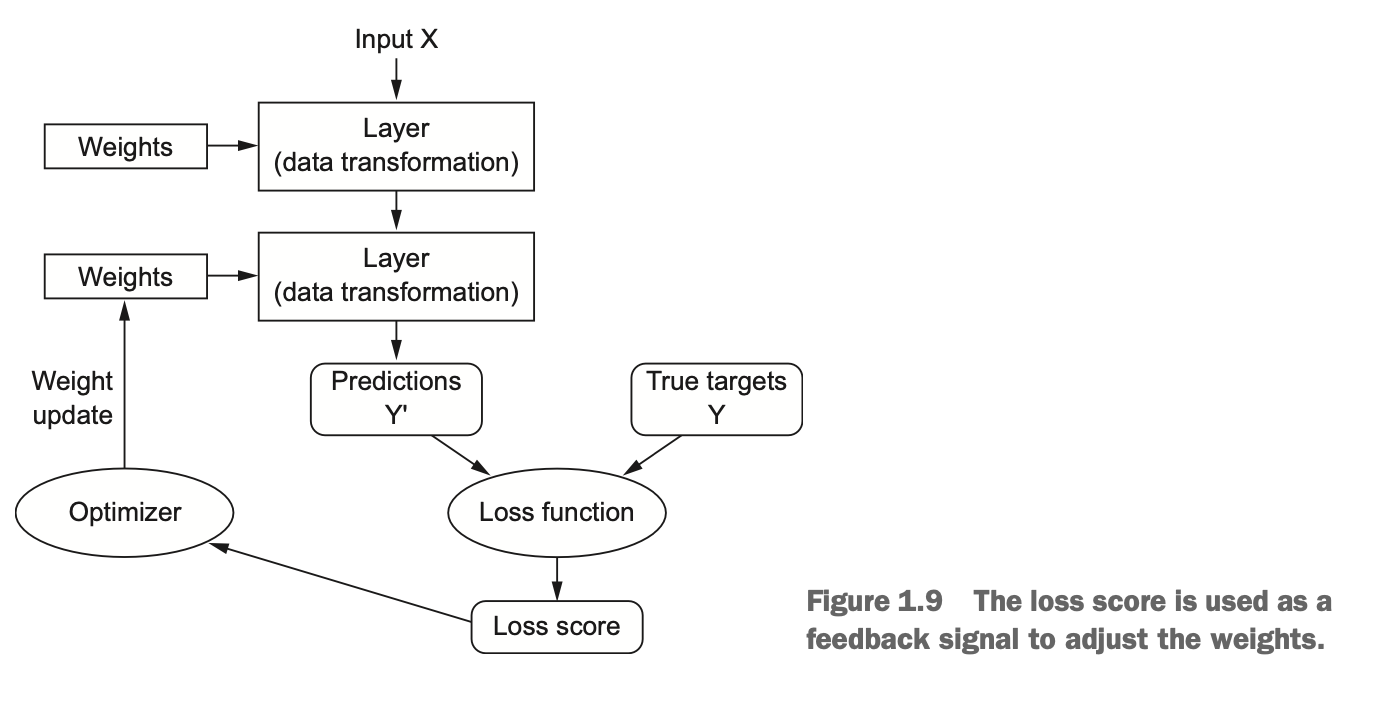 Input X
Weights
Layer
(data transformation)
Weights
Layer
(data transformation)
Weight
update
Predictions
Y'
True targets
Y
Optimizer
Loss function
Loss score
Figure 1.9 The loss score is used as a
feedback signal to adjust the weights.